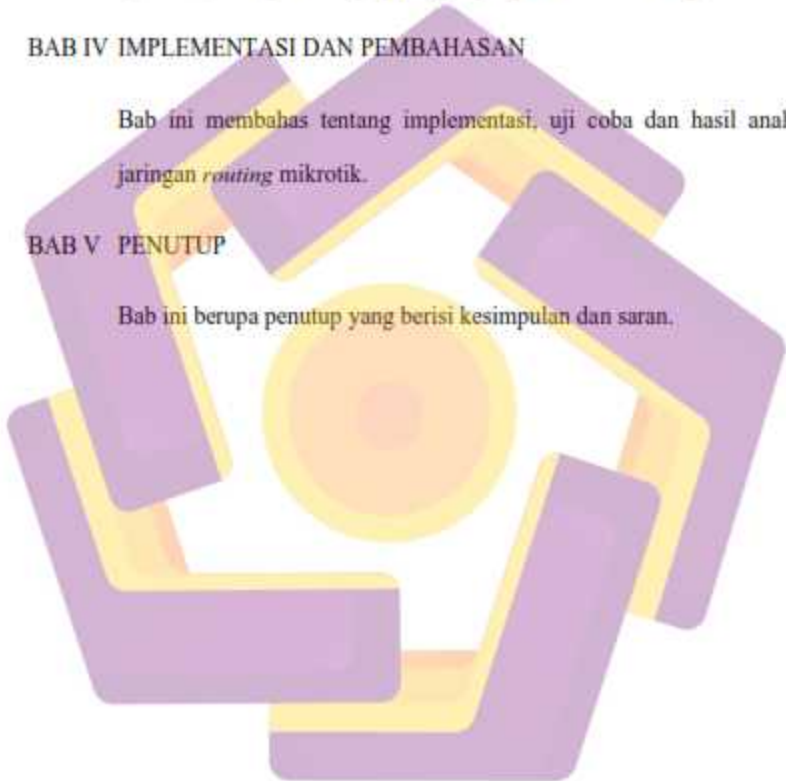 BAB IV IMPLEMENTASI DAN PEMBAHASAN
Bab ini membahas tentang implementasi, uji coba dan hasil
jaringan routing mikrotik.
BAB V PENUTUP
Bab ini berupa penutup yang berisi kesimpulan dan saran.